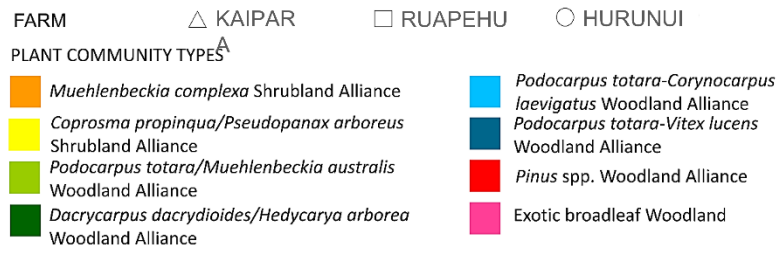 FARM KAIPAR RUAPEHU HURUNUI
A
PLANT COMMUNITY TYPES
Muehlenbeckia complexa Shrubland Alliance
Coprosma propinqua/Pseudopanax arboreus
Shrubland Alliance
Podocarpus totara/Muehlenbeckia australis
Woodland Alliance
Dacrycarpus dacrydioides/Hedycarya arborea
Woodland Alliance
Podocarpus totara-Corynocarpus
laevigatus Woodland Alliance
Podocarpus totara-Vitex lucens
Woodland Alliance
Pinus spp. Woodland Alliance
Exotic broadleaf Woodland